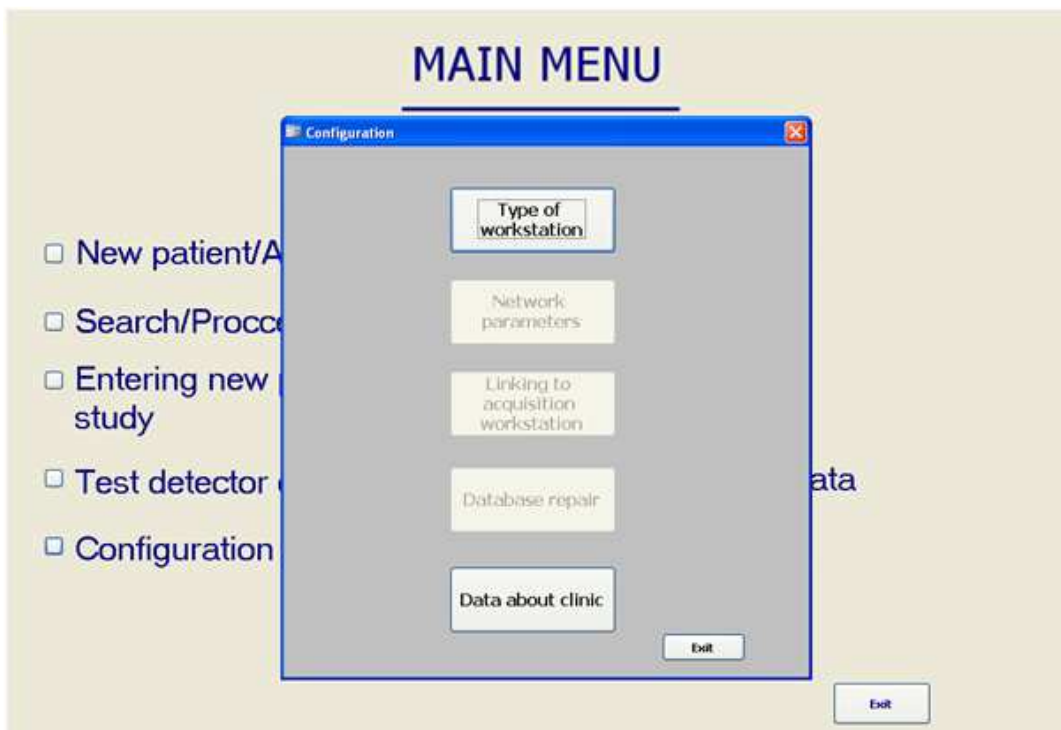 MAIN MENU
Configuration
Type of
workstation
New patient/A
Network
parameters
Search/Procce
Linking to
acquisition
workstation
Entering new
study
Test detector
ata
Database repair
Configuration
Data about clinic
Exit
Exit